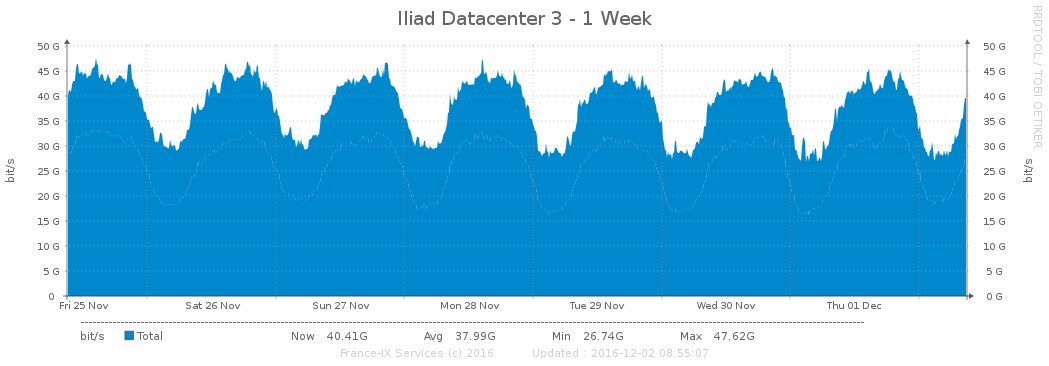 Iliad Datacenter 3 - 1 Week
RRDTOOL / TOBI OETIKER
bit/s
50 G
45 G
40 G
35 G
30 G
25 G
20 G
15 G
10 G
5 G
0
50 G
45 G
40 G
35 G
30 G
25 G
20 G
15 G
10 G
5 G
0 G
bit/s
Fri 25 Nov Sat 26 Nov Sun 27 Nov Mon 28 Nov Tue 29 Nov Wed 30 Nov Thu 01 Dec
bit/s Total Now 40.41G Avg 37.99G Min 26.74G Max 47.62G
France-IX Services (c) 2016 Updated : 2016-12-02 08:55:07